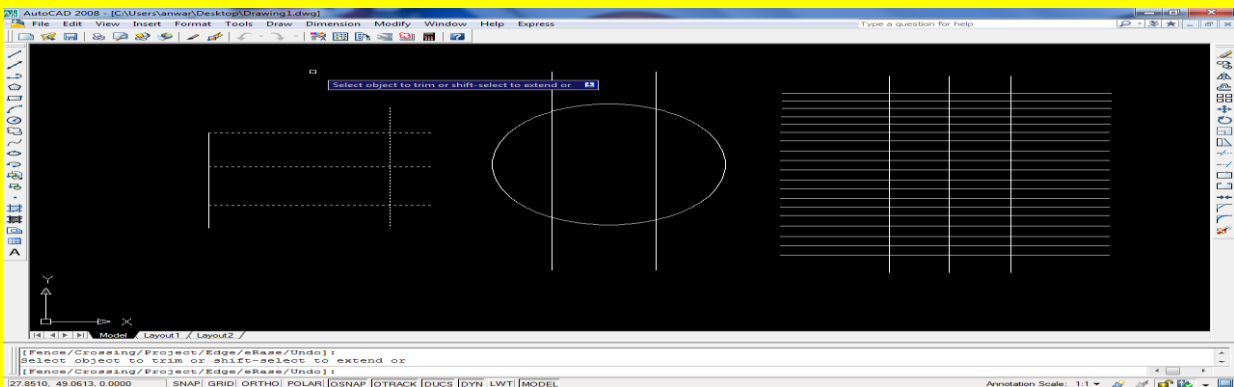 AutoCAD 2008 - [C:\Users\anwar\Desktop\Drawing1.dwg]
File Edit View Insert Format Tools Draw Dimension Modify Window Help Express Type a question for help
Select object to trim or shift-select to extend or
Y
X
Model Layout1 Layout2
[Fence/Crossing/Project/Edge/eRase/Undo]:
Select object to trim or shift-select to extend or
[Fence/Crossing/Project/Edge/eRase/Undo]:
27.8510, 49.0613, 0.0000 SNAP GRID ORTHO POLAR OSNAP OTRACK DUCS DYN LWT MODEL Annotation Scale: 1:1